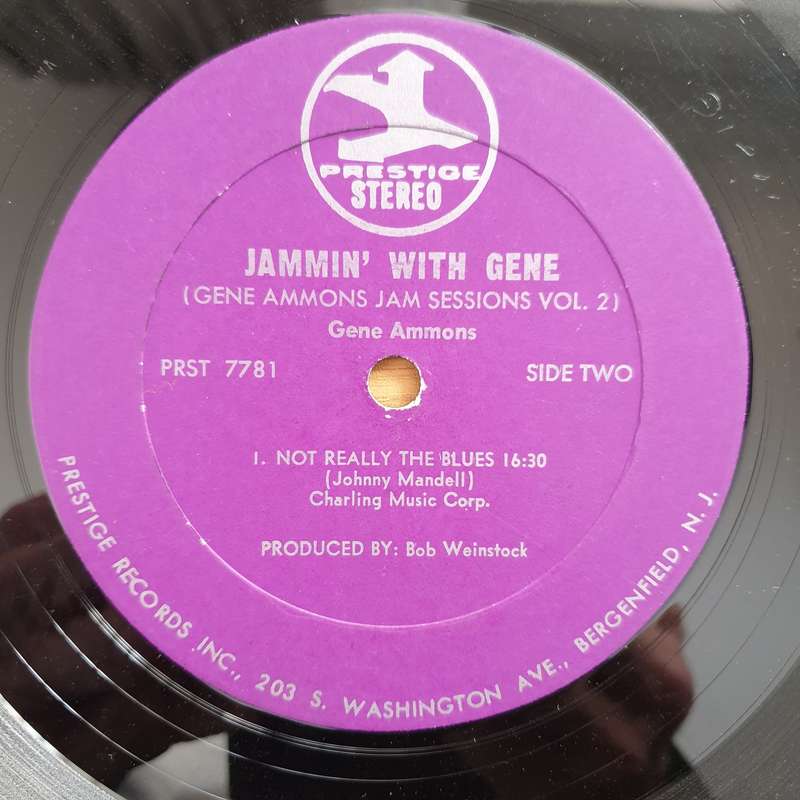 PRESTIGE
STEREO
JAMMIN' WITH GENE
(GENE AMMONS JAM SESSIONS VOL. 2)
Gene Ammons
PRST 7781
SIDE TWO
1. NOT REALLY THE BLUES 16:30
(Johnny Mandell)
Charling Music Corp.
PRODUCED BY: Bob Weinstock
PRESTIGE RECORDS INC., 203 S. WASHINGTON AVE., BERGENFIELD, N. J.